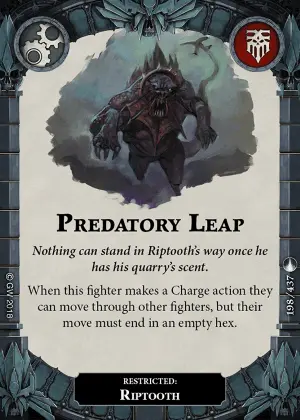 PREDATORY LEAP
Nothing can stand in Riptooth's way once he
has his quarry's scent.
When this fighter makes a Charge action they
can move through other fighters, but their
move must end in an empty hex.
© GW 2018
198/437
RESTRICTED:
RIPTOOTH